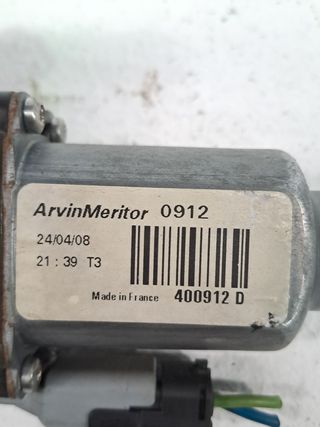 ArvinMeritor 0912
24/04/08
21 : 39 T3
Made in France 400912 D